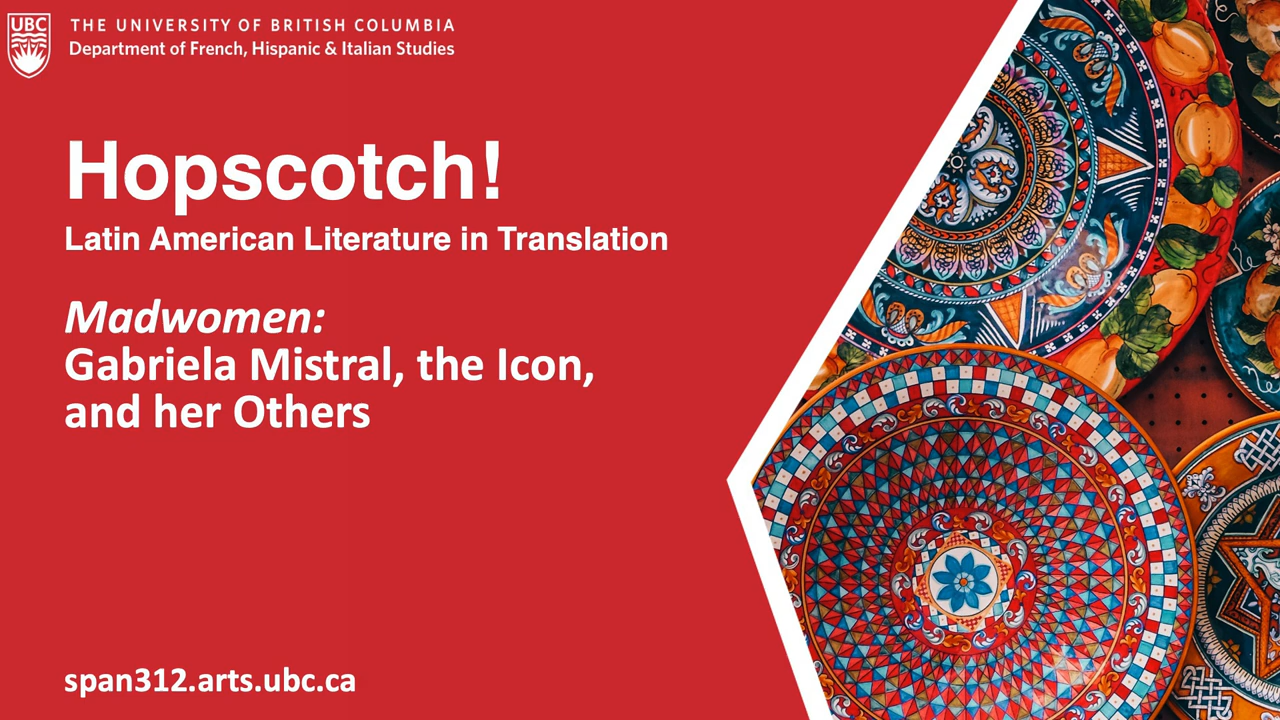 UBC
THE UNIVERSITY OF BRITISH COLUMBIA
Department of French, Hispanic & Italian Studies
Hopscotch!
Latin American Literature in Translation
Madwomen:
Gabriela Mistral, the Icon,
and her Others
span312.arts.ubc.ca